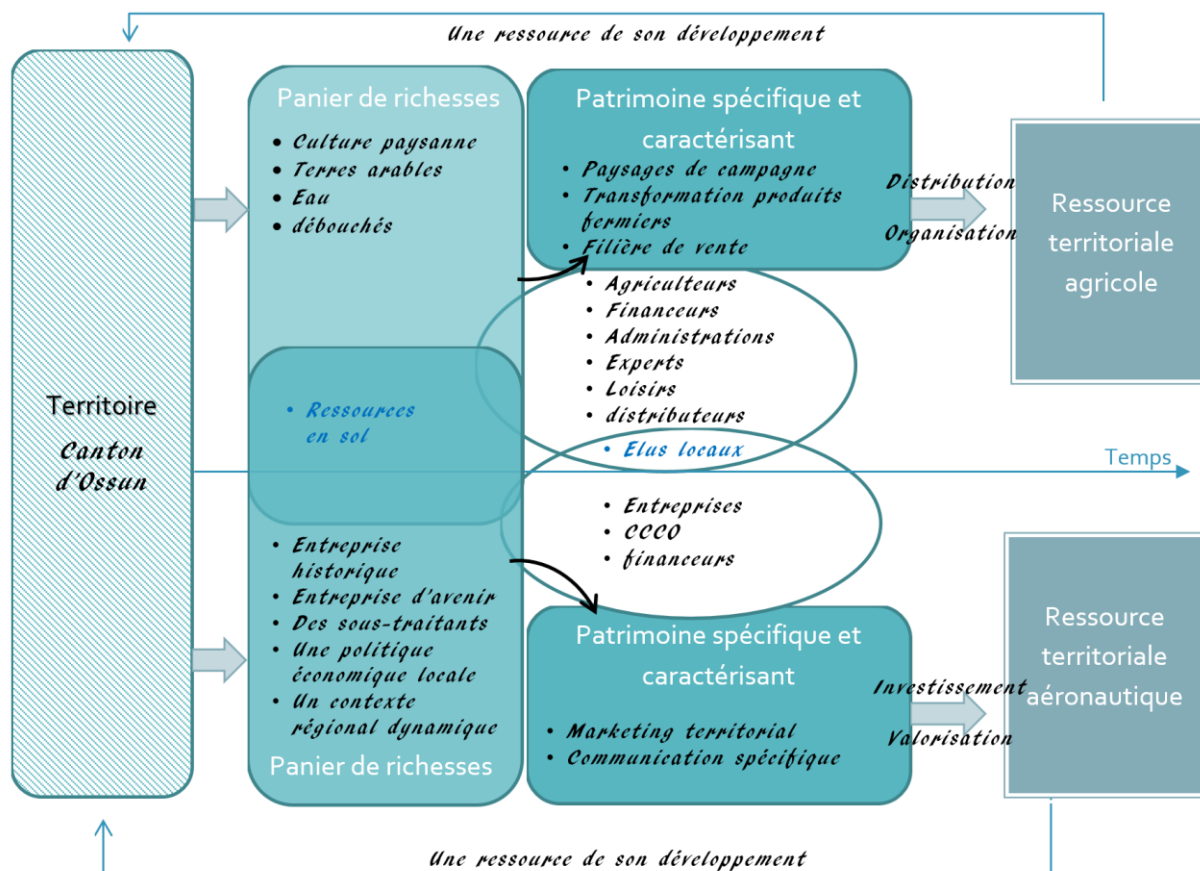 Une ressource de son développement
Panier de richesses
• Culture paysanne
• Terres arables
• Eau
• débouchés
Patrimoine spécifique et
caractérisant
• Paysages de campagne
• Transformation produits
fermiers
• Filière de vente
Distribution
Organisation
Ressource
territoriale
agricole
• Agriculteurs
• Financeurs
• Administrations
• Experts
• Loisirs
• distributeurs
Territoire
Canton
d'Ossun
• Ressources
en sol
• Elus locaux
Temps
• Entreprises
• CCCO
• financeurs
• Entreprise
historique
• Entreprise d'avenir
• Des sous-traitants
• Une politique
économique locale
• Un contexte
régional dynamique
Panier de richesses
Patrimoine spécifique et
caractérisant
• Marketing territorial
• Communication spécifique
Investissement
Valorisation
Ressource
territoriale
aéronautique
Une ressource de son développement